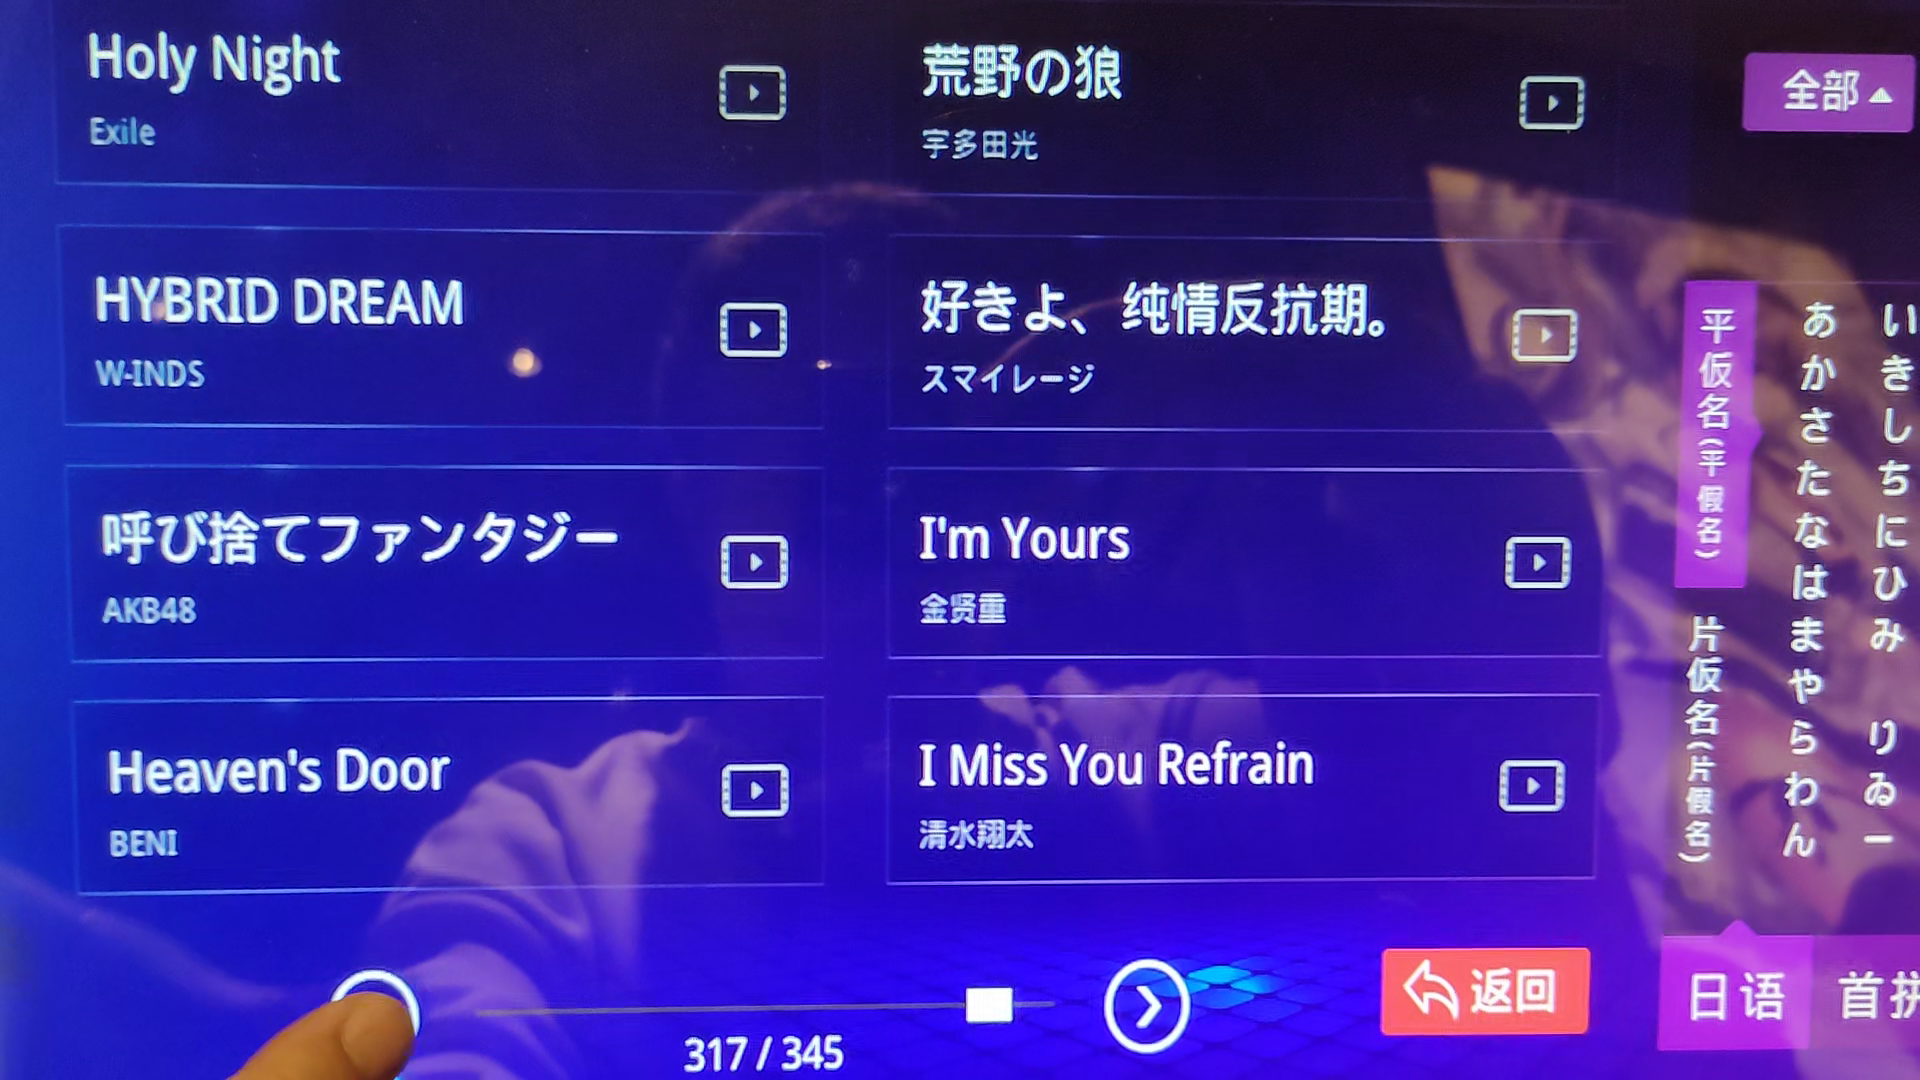 Holy Night
Exile
荒野の狼
宇多田光
HYBRID DREAM
W-INDS
好きよ、纯情反抗期。
スマイレージ
呼び捨てファンタジー
AKB48
I'm Yours
金贤重
Heaven's Door
BENI
I Miss You Refrain
清水翔太
317 / 345
返回
全部
平仮名(平假名)
片仮名(片假名)
あかさたなはまやらわん
いきしちにひみ りゐー
日语
首拼